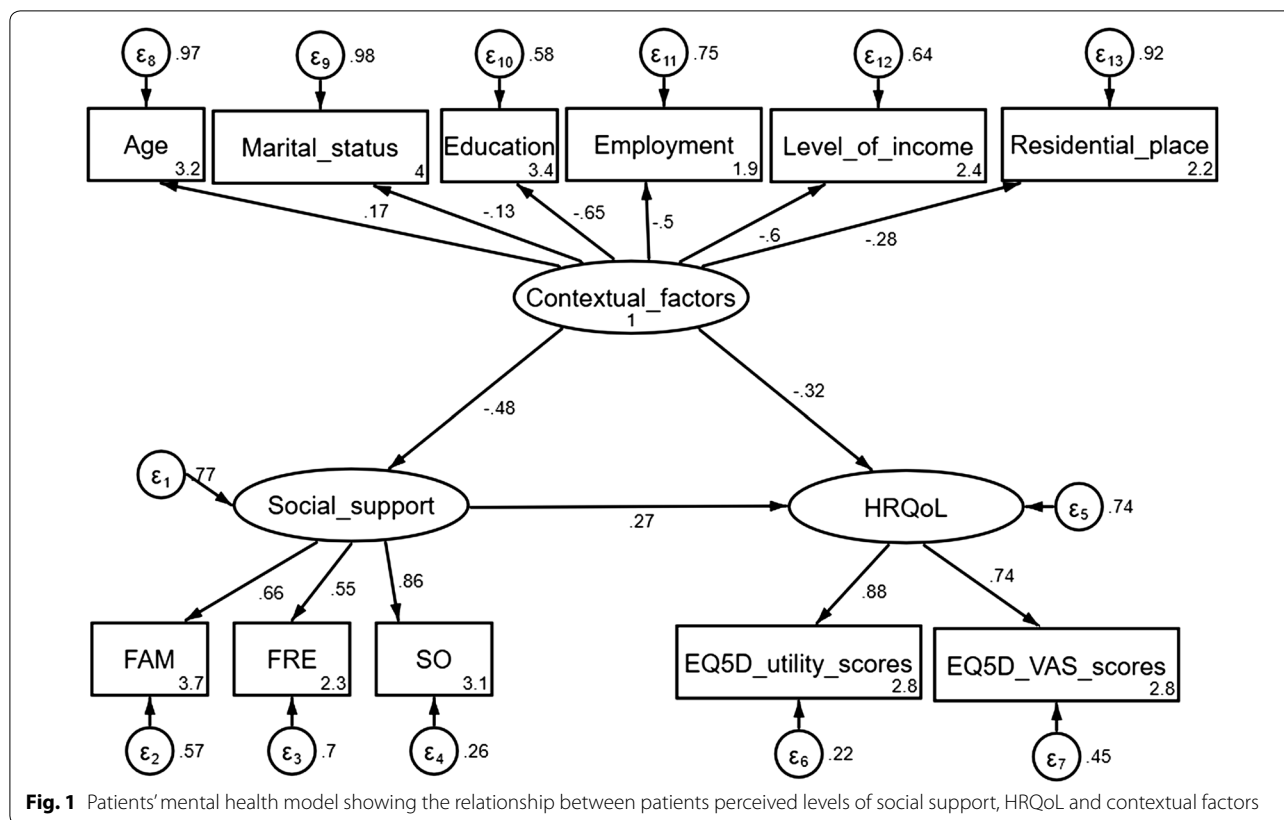 ε8 .97 ε9 .98 ε10 .58 ε11 .75 ε12 .64 ε13 .92
Age Marital_status Education Employment Level_of_income Residential_place
3.2 4 3.4 1.9 2.4 2.2
.17 -.13 -.65 -.5 -.6 -.28
Contextual_factors
1
-.48 -.32
ε1 .77 Social_support .27 HRQoL ε5 .74
.66 .55 .86 .88 .74
FAM FRE SO EQ5D_utility_scores EQ5D_VAS_scores
3.7 2.3 3.1 2.8 2.8
ε2 .57 ε3 .7 ε4 .26 ε6 .22 ε7 .45
Fig. 1 Patients' mental health model showing the relationship between patients perceived levels of social support, HRQoL and contextual factors